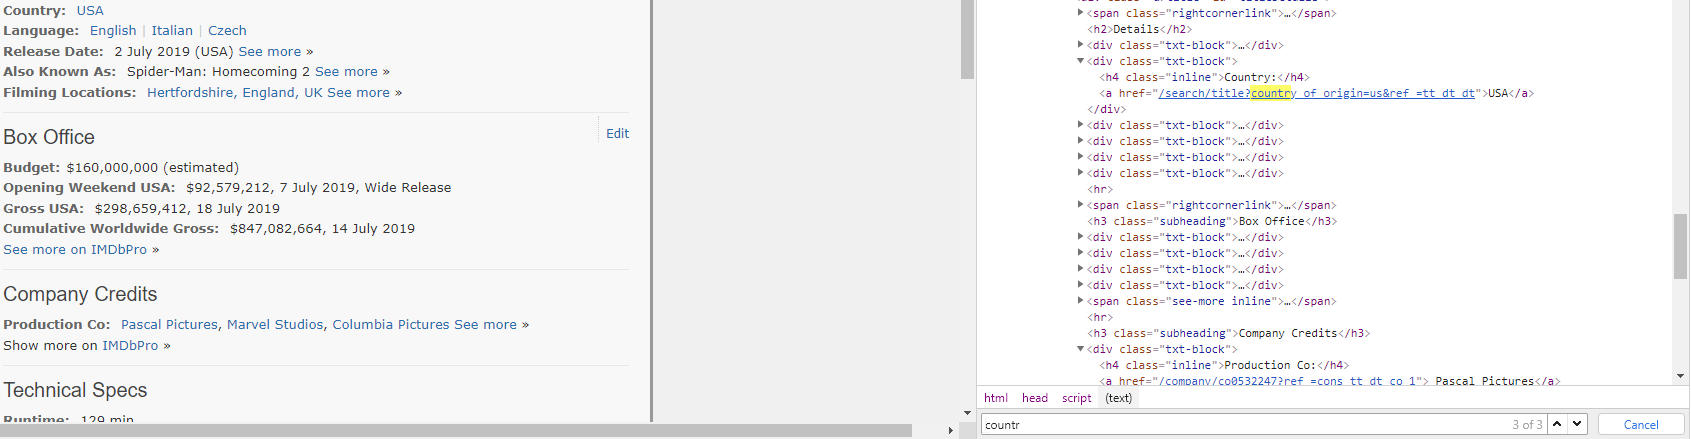 Country: USA
Language: English | Italian | Czech
Release Date: 2 July 2019 (USA) See more »
Also Known As: Spider-Man: Homecoming 2 See more »
Filming Locations: Hertfordshire, England, UK See more »
Box Office
Edit
Budget: $160,000,000 (estimated)
Opening Weekend USA: $92,579,212, 7 July 2019, Wide Release
Gross USA: $298,659,412, 18 July 2019
Cumulative Worldwide Gross: $847,082,664, 14 July 2019
See more on IMDbPro »
Company Credits
Production Co: Pascal Pictures, Marvel Studios, Columbia Pictures See more »
Show more on IMDbPro »
Technical Specs
Runtime: 129 min
<span class="rightcornerlink">…</span>
<h2>Details</h2>
<div class="txt-block">…</div>
<div class="txt-block">
<h4 class="inline">Country:</h4>
<a href="/search/title?country_of_origin=us&ref_=tt_dt_dt">USA</a>
</div>
<div class="txt-block">…</div>
<div class="txt-block">…</div>
<div class="txt-block">…</div>
<div class="txt-block">…</div>
<hr>
<span class="rightcornerlink">…</span>
<h3 class="subheading">Box Office</h3>
<div class="txt-block">…</div>
<div class="txt-block">…</div>
<div class="txt-block">…</div>
<div class="txt-block">…</div>
<span class="see-more inline">…</span>
<hr>
<h3 class="subheading">Company Credits</h3>
<div class="txt-block">
<h4 class="inline">Production Co:</h4>
<a href="/company/co0532247?ref_=cons_tt_dt_co_1"> Pascal Pictures</a>
html head script (text)
countr 3 of 3 Cancel